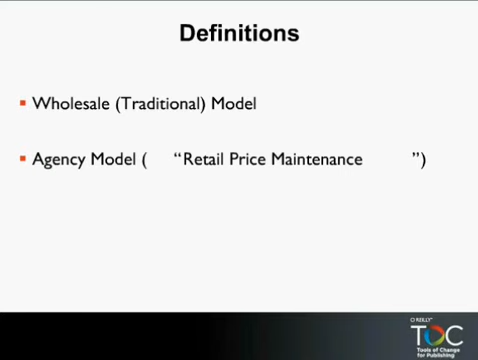 Definitions
Wholesale (Traditional) Model
Agency Model ( “Retail Price Maintenance ”)
O'REILLY
TOC
Tools of Change
for Publishing